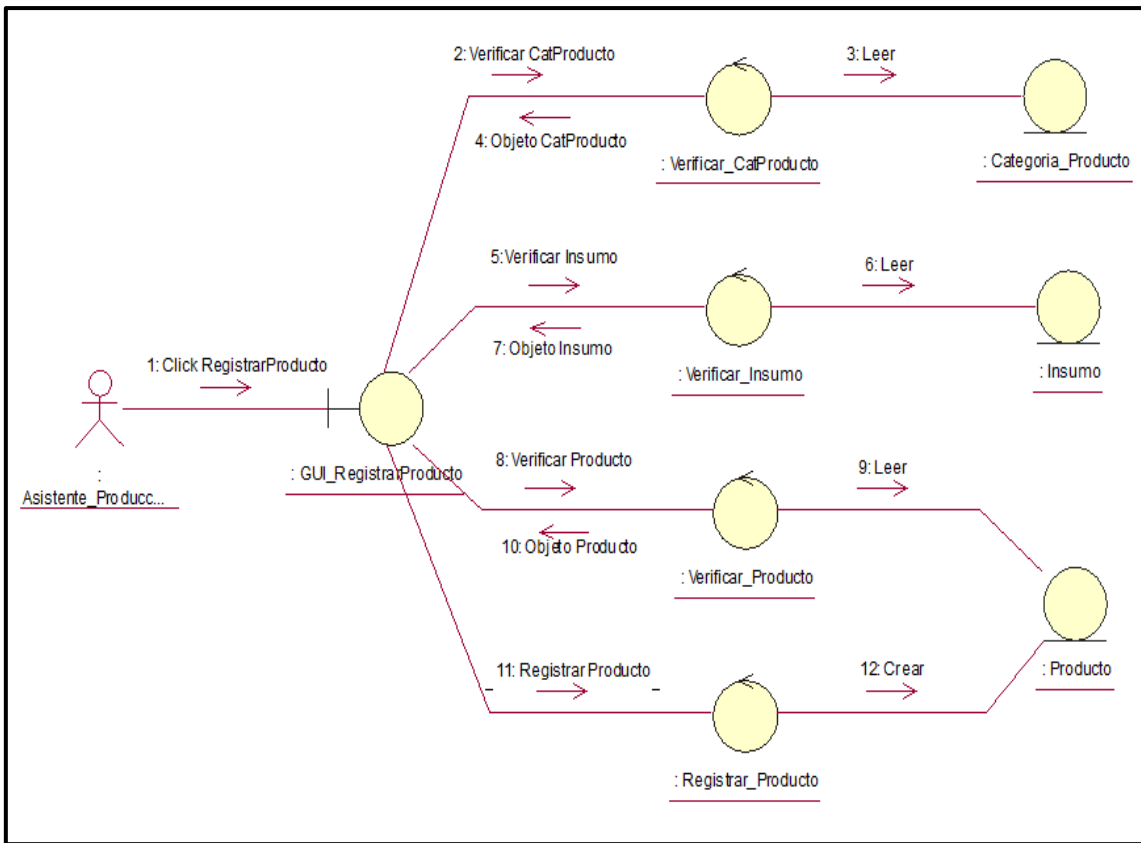 2: Verificar CatProducto
3: Leer
4: Objeto CatProducto
: Verificar_CatProducto
: Categoria_Producto
5: Verificar Insumo
6: Leer
7: Objeto Insumo
: Verificar_Insumo
: Insumo
1: Click RegistrarProducto
:
Asistente_Producc...
: GUI_RegistrarProducto
8: Verificar Producto
9: Leer
10: Objeto Producto
: Verificar_Producto
11: Registrar Producto
12: Crear
: Producto
: Registrar_Producto